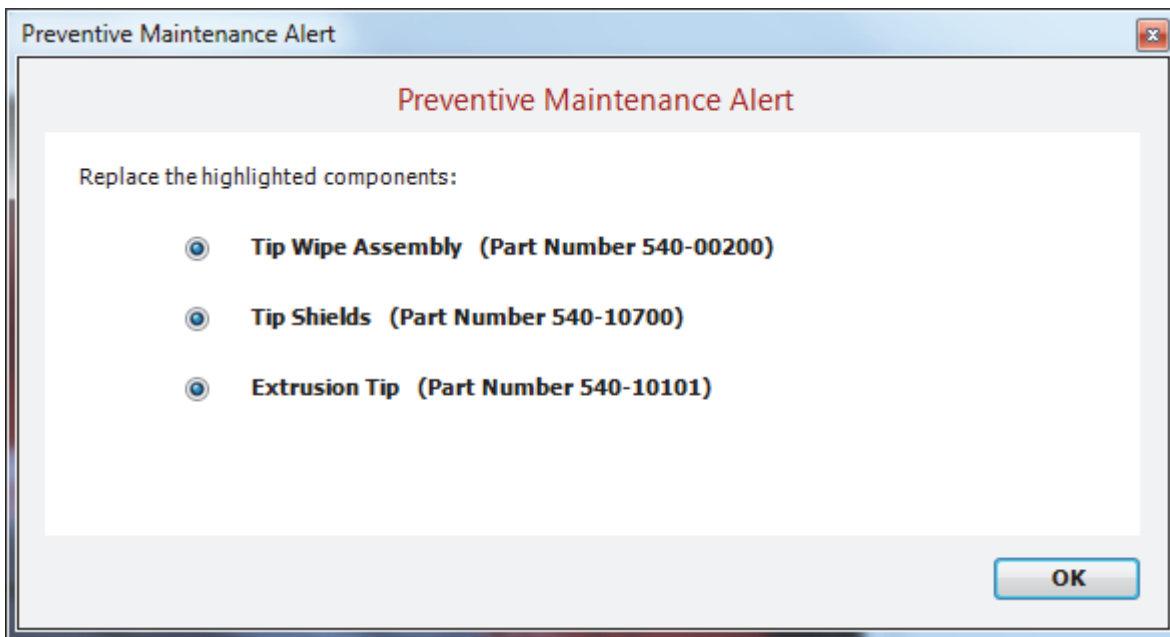 Preventive Maintenance Alert
Preventive Maintenance Alert
Replace the highlighted components:
Tip Wipe Assembly (Part Number 540-00200)
Tip Shields (Part Number 540-10700)
Extrusion Tip (Part Number 540-10101)
OK